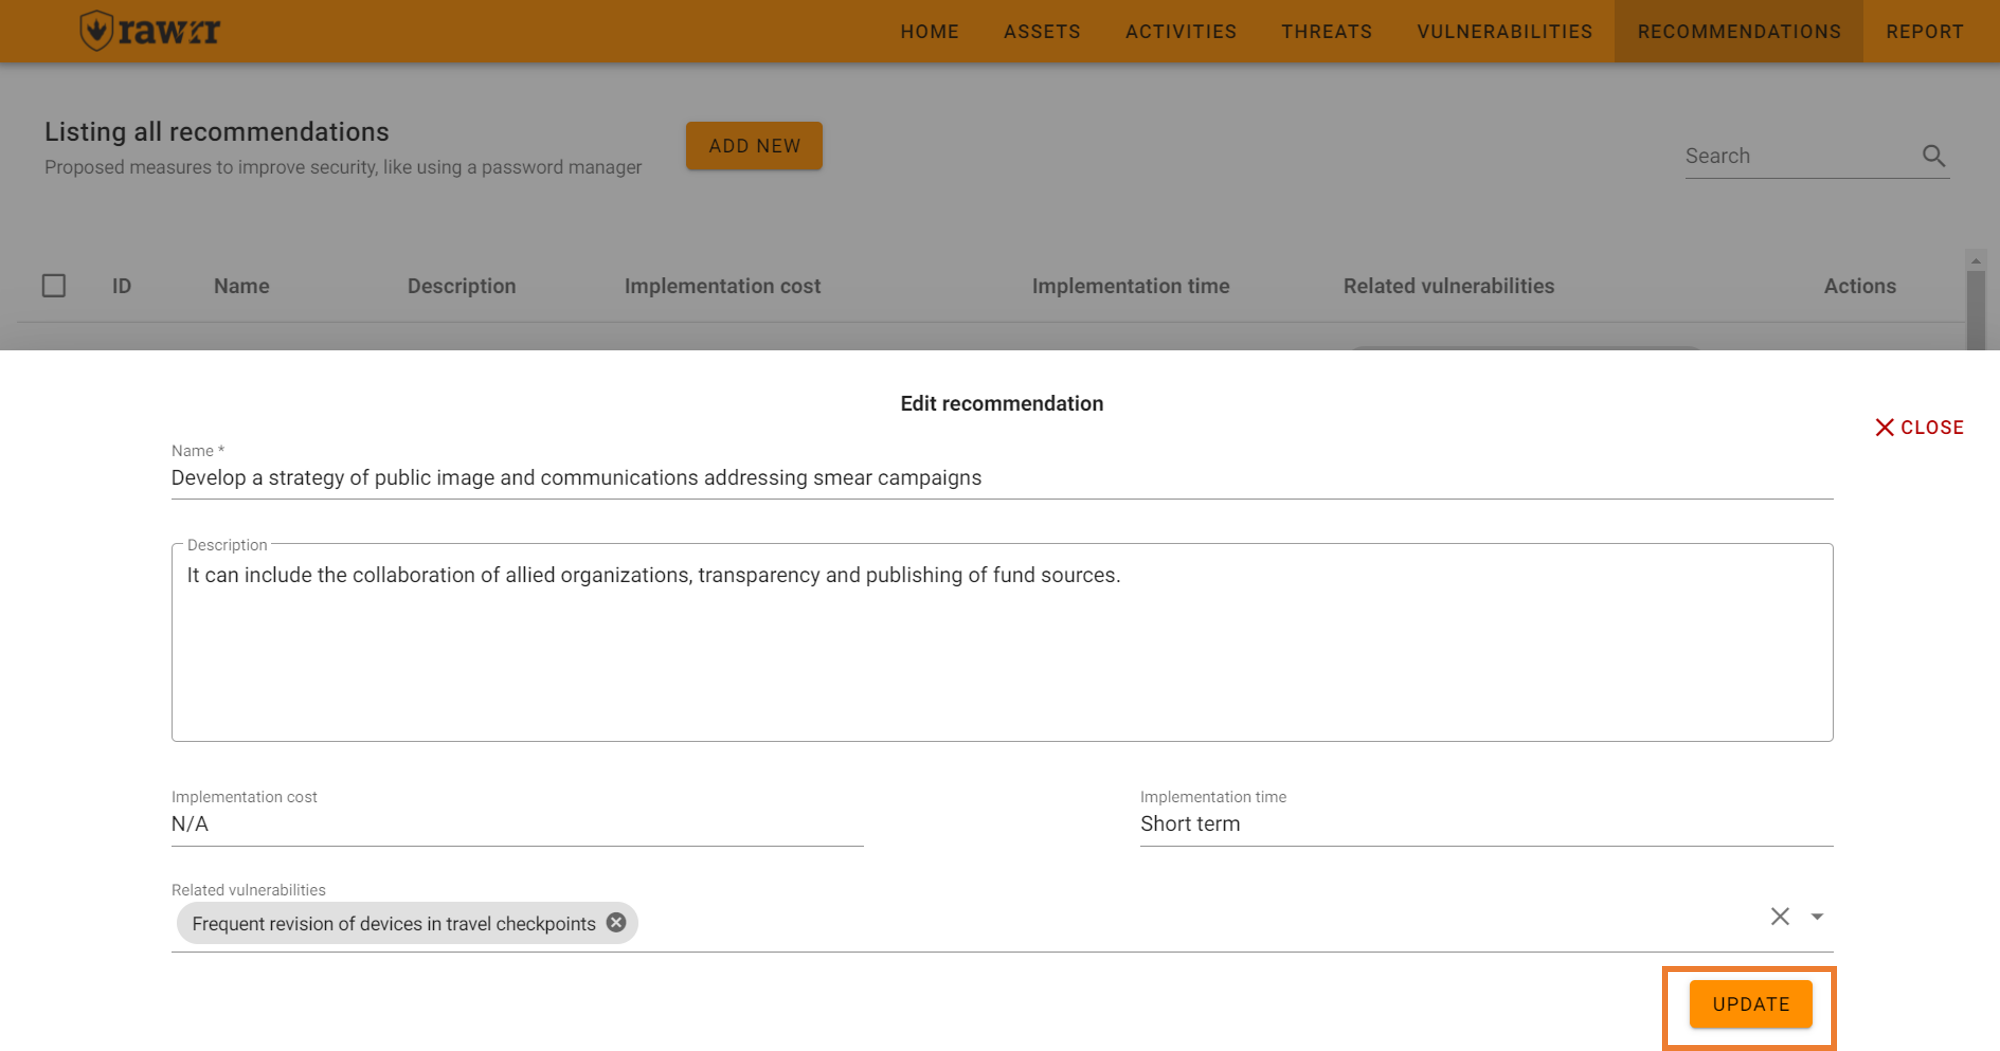 rawrr
HOME ASSETS ACTIVITIES THREATS VULNERABILITIES RECOMMENDATIONS REPORT
Listing all recommendations
Proposed measures to improve security, like using a password manager
ADD NEW
Search
ID Name Description Implementation cost Implementation time Related vulnerabilities Actions
Edit recommendation
CLOSE
Name *
Develop a strategy of public image and communications addressing smear campaigns
Description
It can include the collaboration of allied organizations, transparency and publishing of fund sources.
Implementation cost
N/A
Implementation time
Short term
Related vulnerabilities
Frequent revision of devices in travel checkpoints
UPDATE